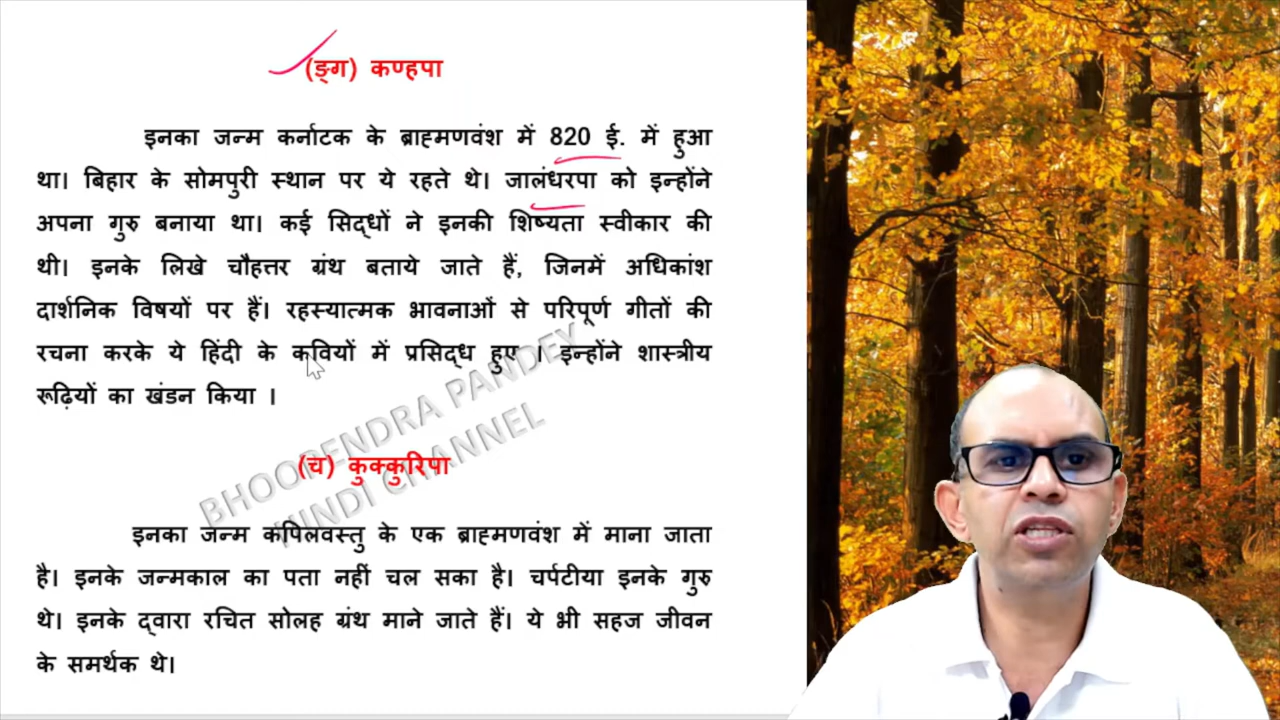 (ङ्ग) कण्हपा
इनका जन्म कर्नाटक के ब्राह्मणवंश में 820 ई. में हुआ
था। बिहार के सोमपुरी स्थान पर ये रहते थे। जालंधरपा को इन्होंने
अपना गुरु बनाया था। कई सिद्धों ने इनकी शिष्यता स्वीकार की
थी। इनके लिखे चौहत्तर ग्रंथ बताये जाते हैं, जिनमें अधिकांश
दार्शनिक विषयों पर हैं। रहस्यात्मक भावनाओं से परिपूर्ण गीतों की
रचना करके ये हिंदी के कवियों में प्रसिद्ध हुए । इन्होंने शास्त्रीय
रूढ़ियों का खंडन किया ।
BHOOPENDRA PANDEY
HINDI CHANNEL
(च) कुक्कुरिपा
इनका जन्म कपिलवस्तु के एक ब्राह्मणवंश में माना जाता
है। इनके जन्मकाल का पता नहीं चल सका है। चर्पटीया इनके गुरु
थे। इनके द्वारा रचित सोलह ग्रंथ माने जाते हैं। ये भी सहज जीवन
के समर्थक थे।